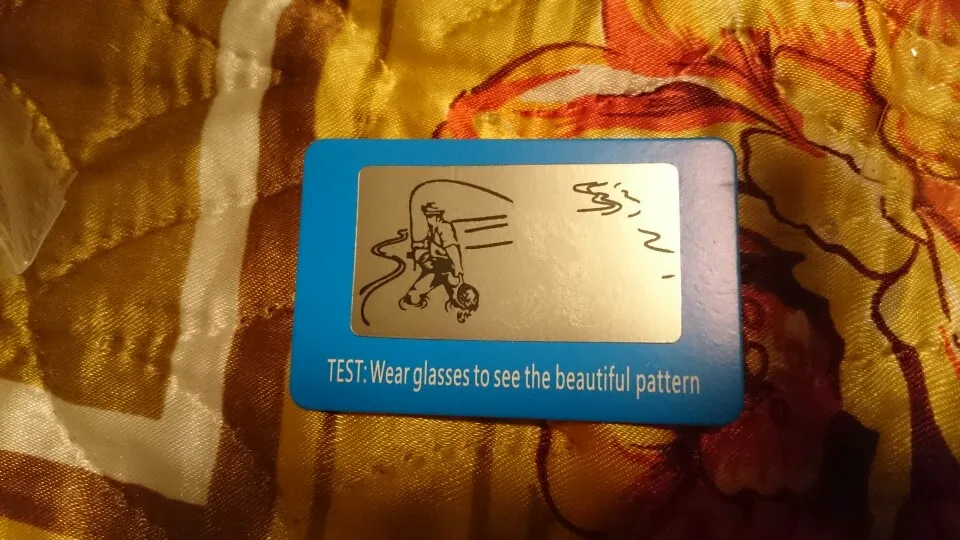 TEST: Wear glasses to see the beautiful pattern